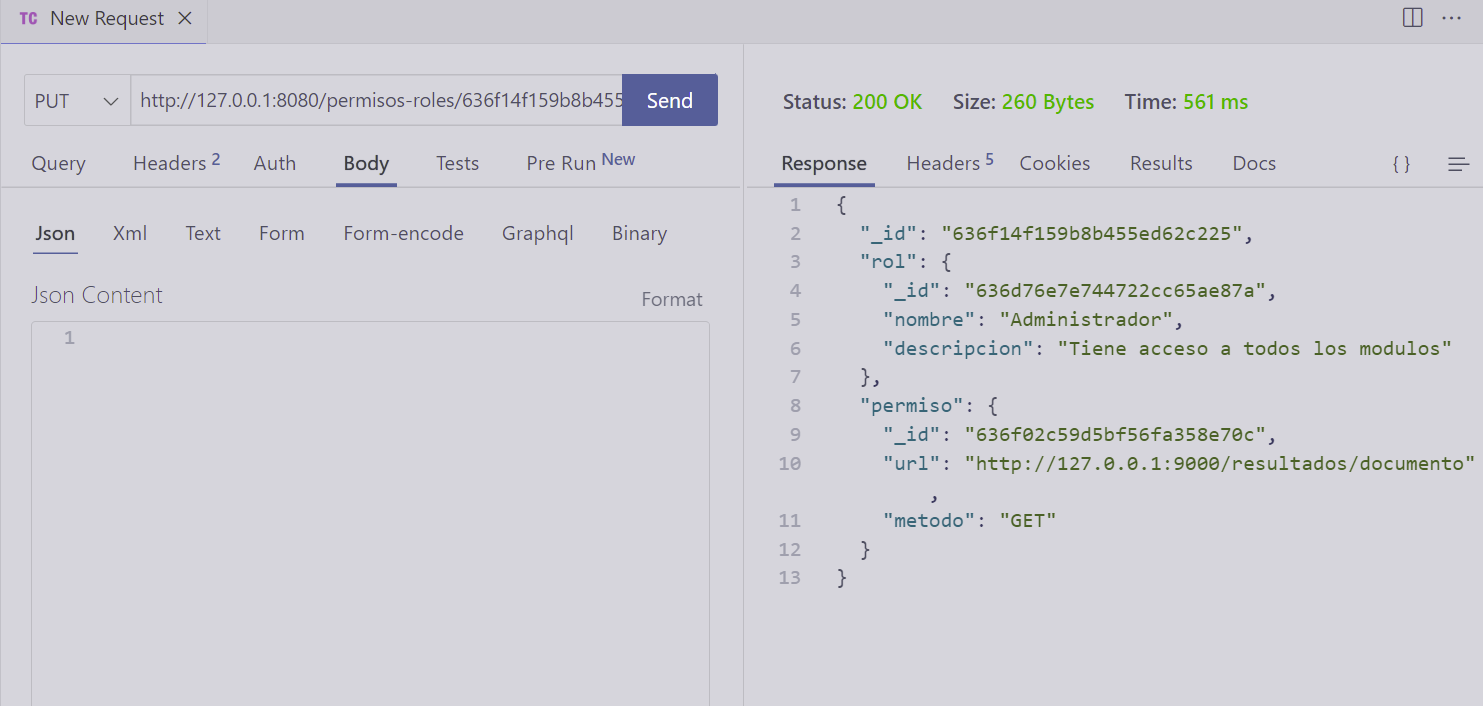 TC New Request
PUT http://127.0.0.1:8080/permisos-roles/636f14f159b8b455 Send
Query Headers 2 Auth Body Tests Pre Run New
Json Xml Text Form Form-encode Graphql Binary
Json Content
Format
1
Status: 200 OK Size: 260 Bytes Time: 561 ms
Response Headers 5 Cookies Results Docs { }
1 {
2 "_id": "636f14f159b8b455ed62c225",
3 "rol": {
4 "_id": "636d76e7e744722cc65ae87a",
5 "nombre": "Administrador",
6 "descripcion": "Tiene acceso a todos los modulos"
7 },
8 "permiso": {
9 "_id": "636f02c59d5bf56fa358e70c",
10 "url": "http://127.0.0.1:9000/resultados/documento"
,
11 "metodo": "GET"
12 }
13 }